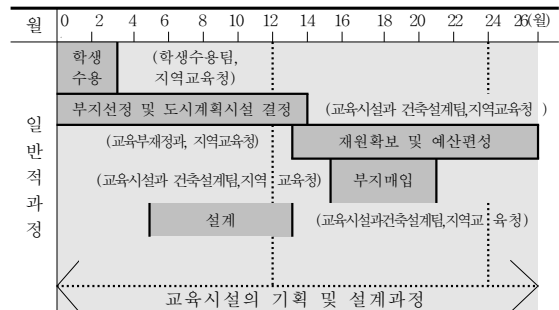 월 0 2 4 6 8 10 12 14 16 18 20 22 24 26(월)
학생 (학생수용팀,
수용 지역교육청)
부지선정 및 도시계획시설 결정 (교육시설과 건축설계팀,지역교육청 )
(교육부재정과, 지역교육청) 재원확보 및 예산편성
(교육시설과 건축설계팀,지역 교육청) 부지매입
설계 (교육시설과건축설계팀,지역교 육청)
일반적과정
교육시설의 기획 및 설계과정